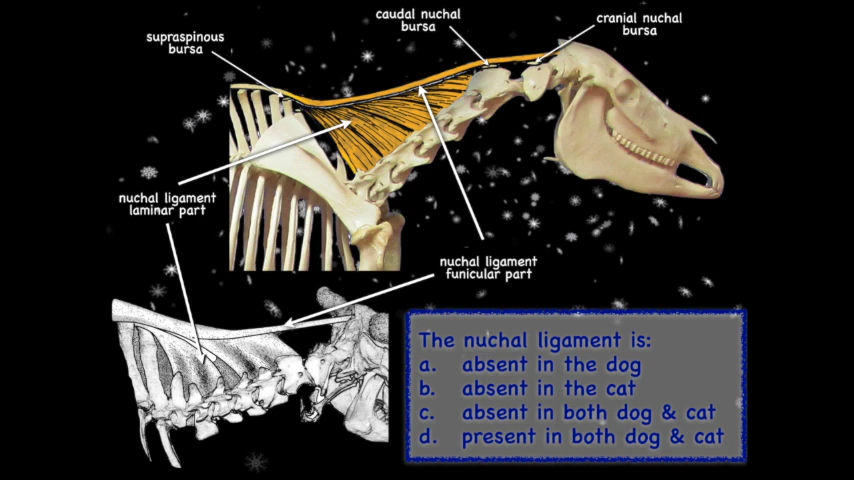 caudal nuchal
bursa
cranial nuchal
bursa
supraspinous
bursa
nuchal ligament
laminar part
nuchal ligament
funicular part
The nuchal ligament is:
a. absent in the dog
b. absent in the cat
c. absent in both dog & cat
d. present in both dog & cat